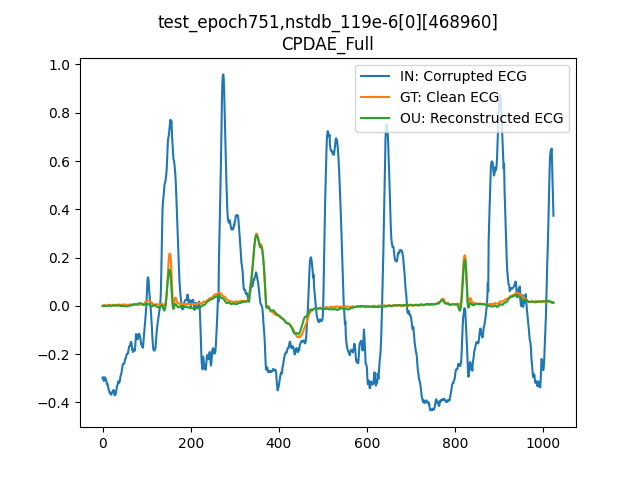 test_epoch751,nstdb_119e-6[0][468960]
CPDAE_Full
IN: Corrupted ECG
GT: Clean ECG
OU: Reconstructed ECG
1.0
0.8
0.6
0.4
0.2
0.0
−0.2
−0.4
0 200 400 600 800 1000